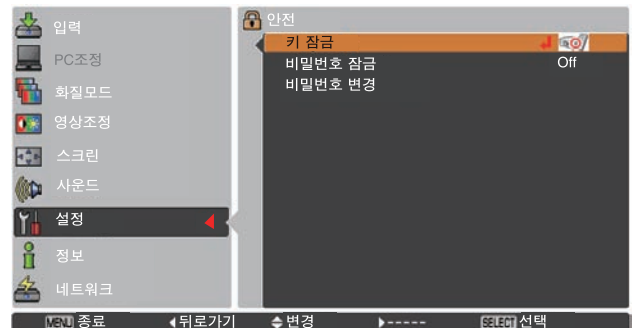 입력
PC조정
화질모드
영상조정
스크린
사운드
설정
정보
네트워크
안전
키 잠금
비밀번호 잠금 Off
비밀번호 변경
MENU 종료 뒤로가기 변경 ----- SELECT 선택